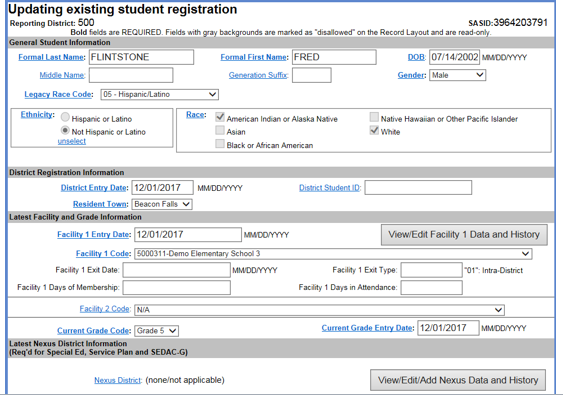 Updating existing student registration
Reporting District: 500 SASID:3964203791
Bold fields are REQUIRED. Fields with gray backgrounds are marked as "disallowed" on the Record Layout and are read-only.
General Student Information
Formal Last Name: FLINTSTONE Formal First Name: FRED DOB: 07/14/2002 MM/DD/YYYY
Middle Name: Generation Suffix: Gender: Male
Legacy Race Code: 05 - Hispanic/Latino
Ethnicity: Hispanic or Latino Race: American Indian or Alaska Native Native Hawaiian or Other Pacific Islander
Not Hispanic or Latino Asian White
unselect Black or African American
District Registration Information
District Entry Date: 12/01/2017 MM/DD/YYYY District Student ID:
Resident Town: Beacon Falls
Latest Facility and Grade Information
Facility 1 Entry Date: 12/01/2017 MM/DD/YYYY View/Edit Facility 1 Data and History
Facility 1 Code: 5000311-Demo Elementary School 3
Facility 1 Exit Date: MM/DD/YYYY Facility 1 Exit Type: "01": Intra-District
Facility 1 Days of Membership: Facility 1 Days in Attendance:
Facility 2 Code: N/A
Current Grade Code: Grade 5 Current Grade Entry Date: 12/01/2017 MM/DD/YYYY
Latest Nexus District Information
(Req'd for Special Ed, Service Plan and SEDAC-G)
Nexus District: (none/not applicable) View/Edit/Add Nexus Data and History